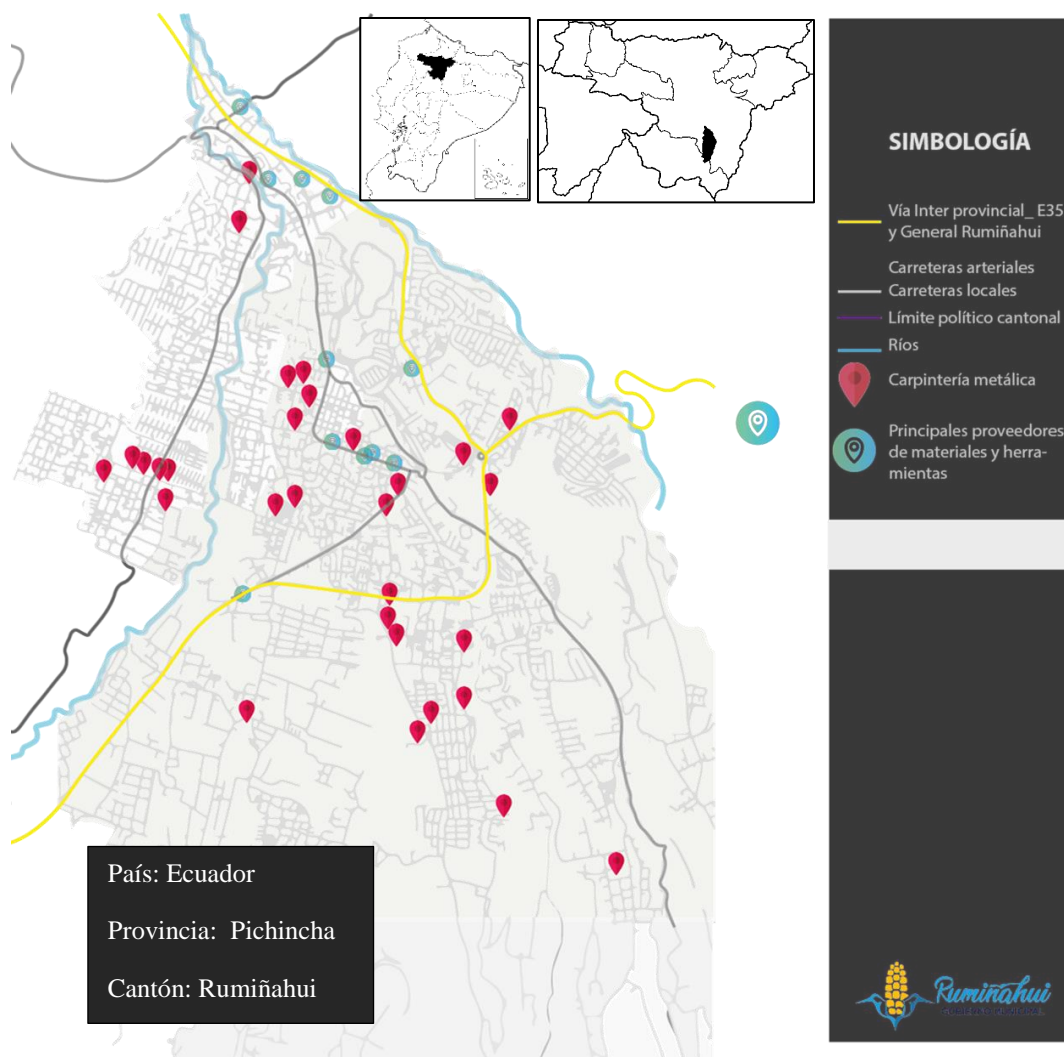 SIMBOLOGÍA
Vía Inter provincial_ E35
y General Rumiñahui
Carreteras arteriales
Carreteras locales
Límite político cantonal
Ríos
Carpintería metálica
Principales proveedores
de materiales y herra-
mientas
País: Ecuador
Provincia: Pichincha
Cantón: Rumiñahui
Rumiñahui